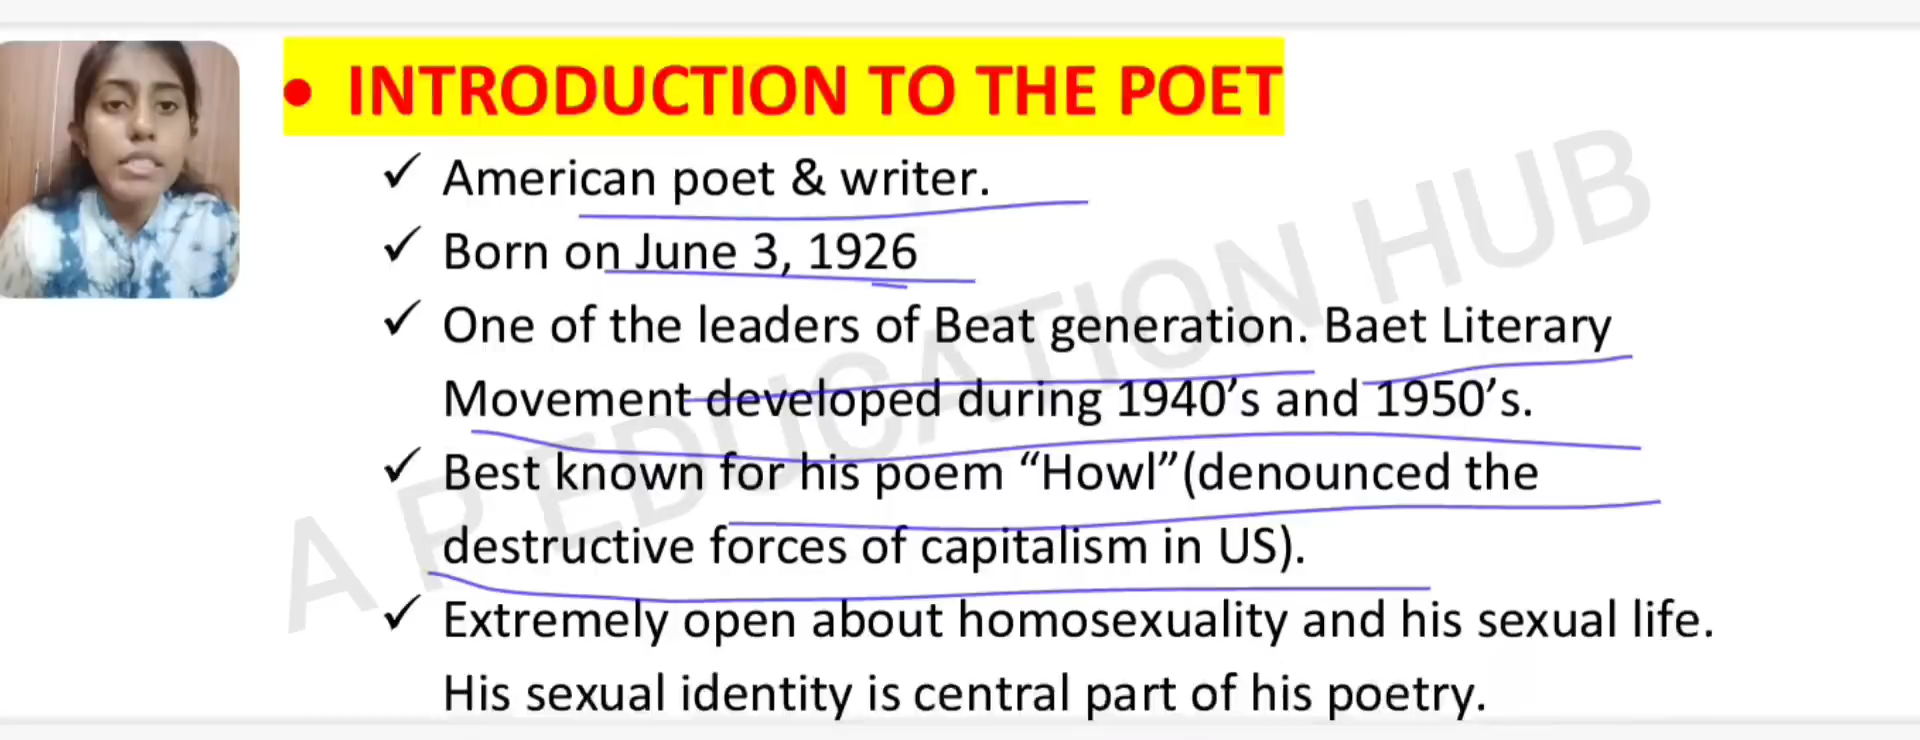 • INTRODUCTION TO THE POET
✓ American poet & writer.
✓ Born on June 3, 1926
✓ One of the leaders of Beat generation. Baet Literary
Movement developed during 1940’s and 1950’s.
✓ Best known for his poem “Howl”(denounced the
destructive forces of capitalism in US).
✓ Extremely open about homosexuality and his sexual life.
His sexual identity is central part of his poetry.
A P EDUCATION HUB